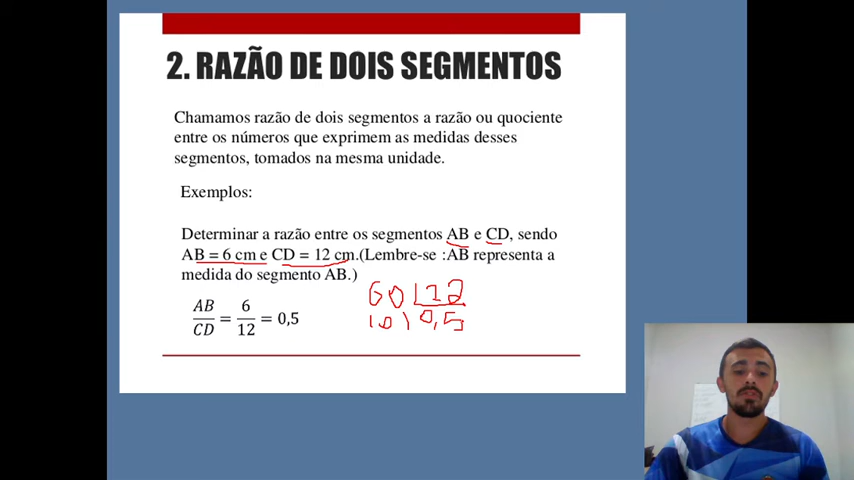 2. RAZÃO DE DOIS SEGMENTOS
Chamamos razão de dois segmentos a razão ou quociente
entre os números que exprimem as medidas desses
segmentos, tomados na mesma unidade.
Exemplos:
Determinar a razão entre os segmentos AB e CD, sendo
AB = 6 cm e CD = 12 cm.(Lembre-se :AB representa a
medida do segmento AB.)
AB/CD = 6/12 = 0,5
60 12
(0) 0,5